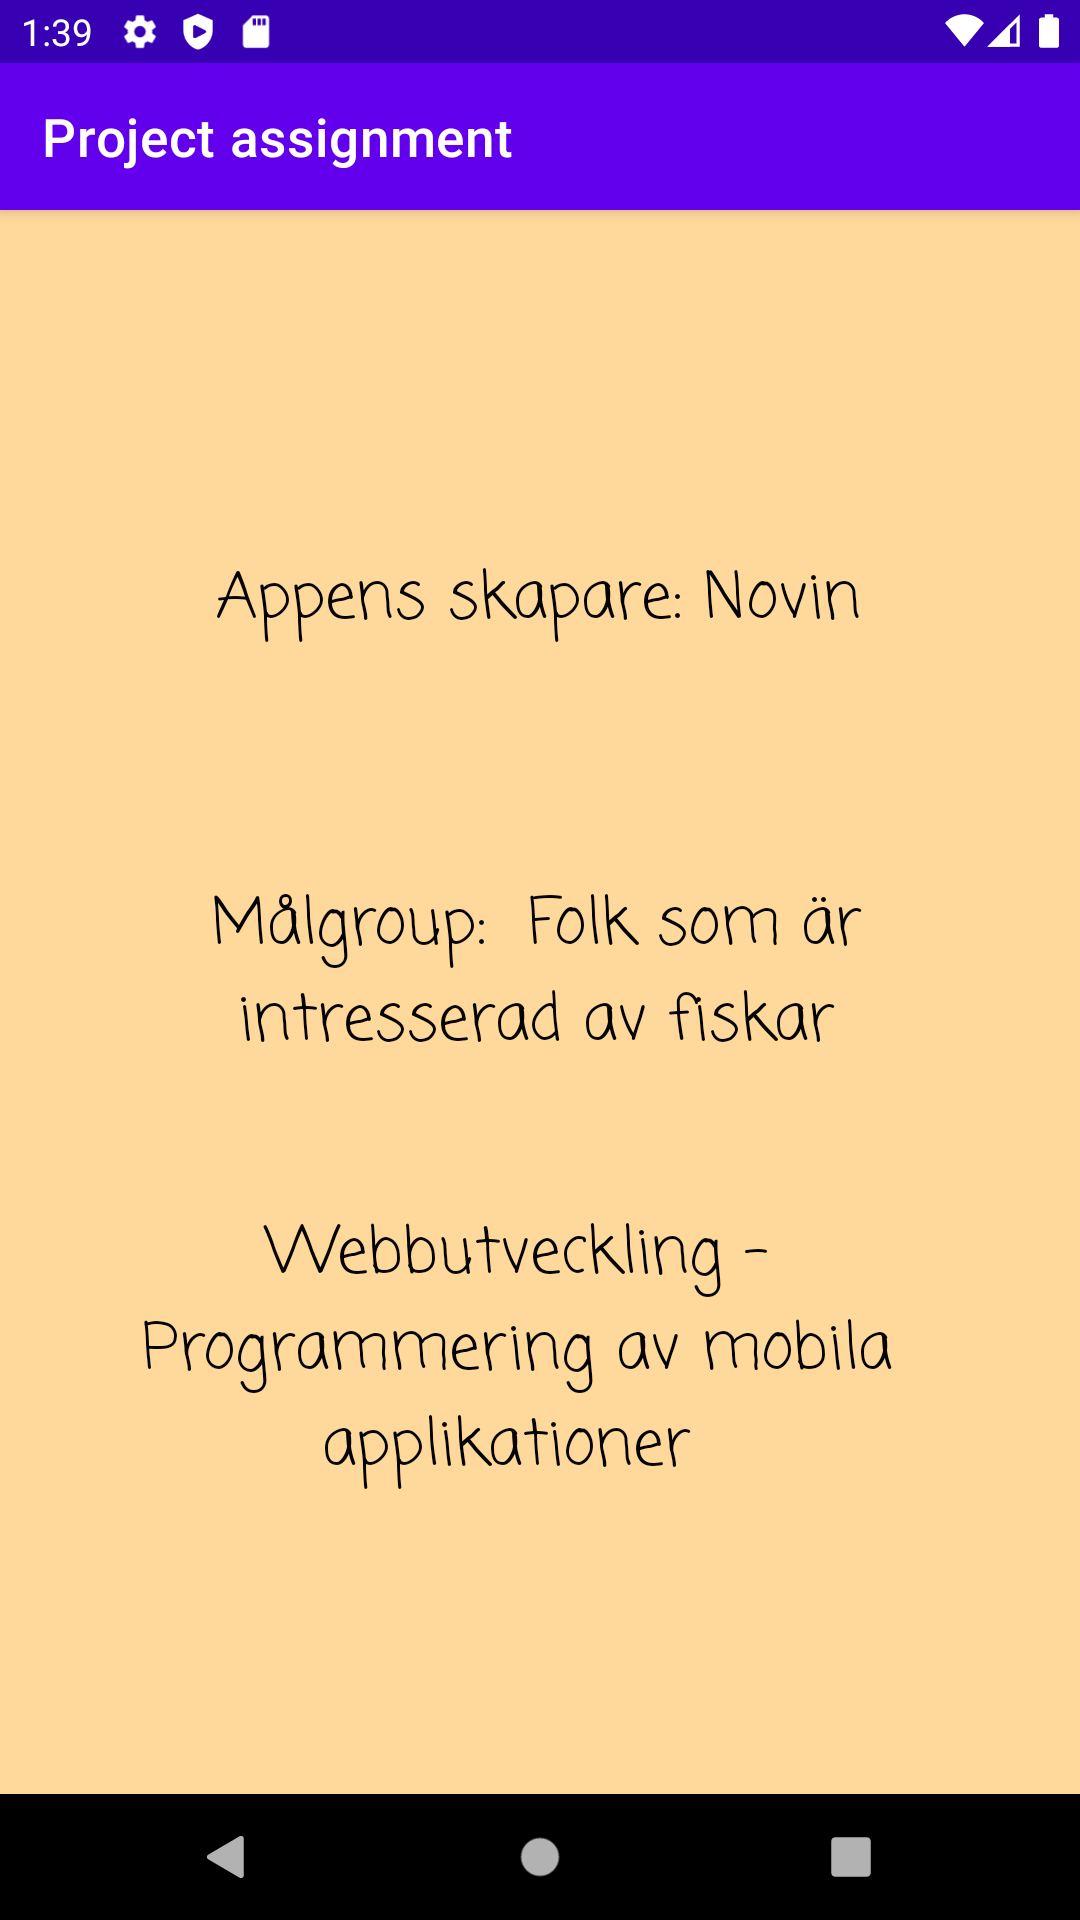 1:39
Project assignment
Appens skapare: Novin
Målgroup:  Folk som är
intresserad av fiskar
Webbutveckling -
Programmering av mobila
applikationer